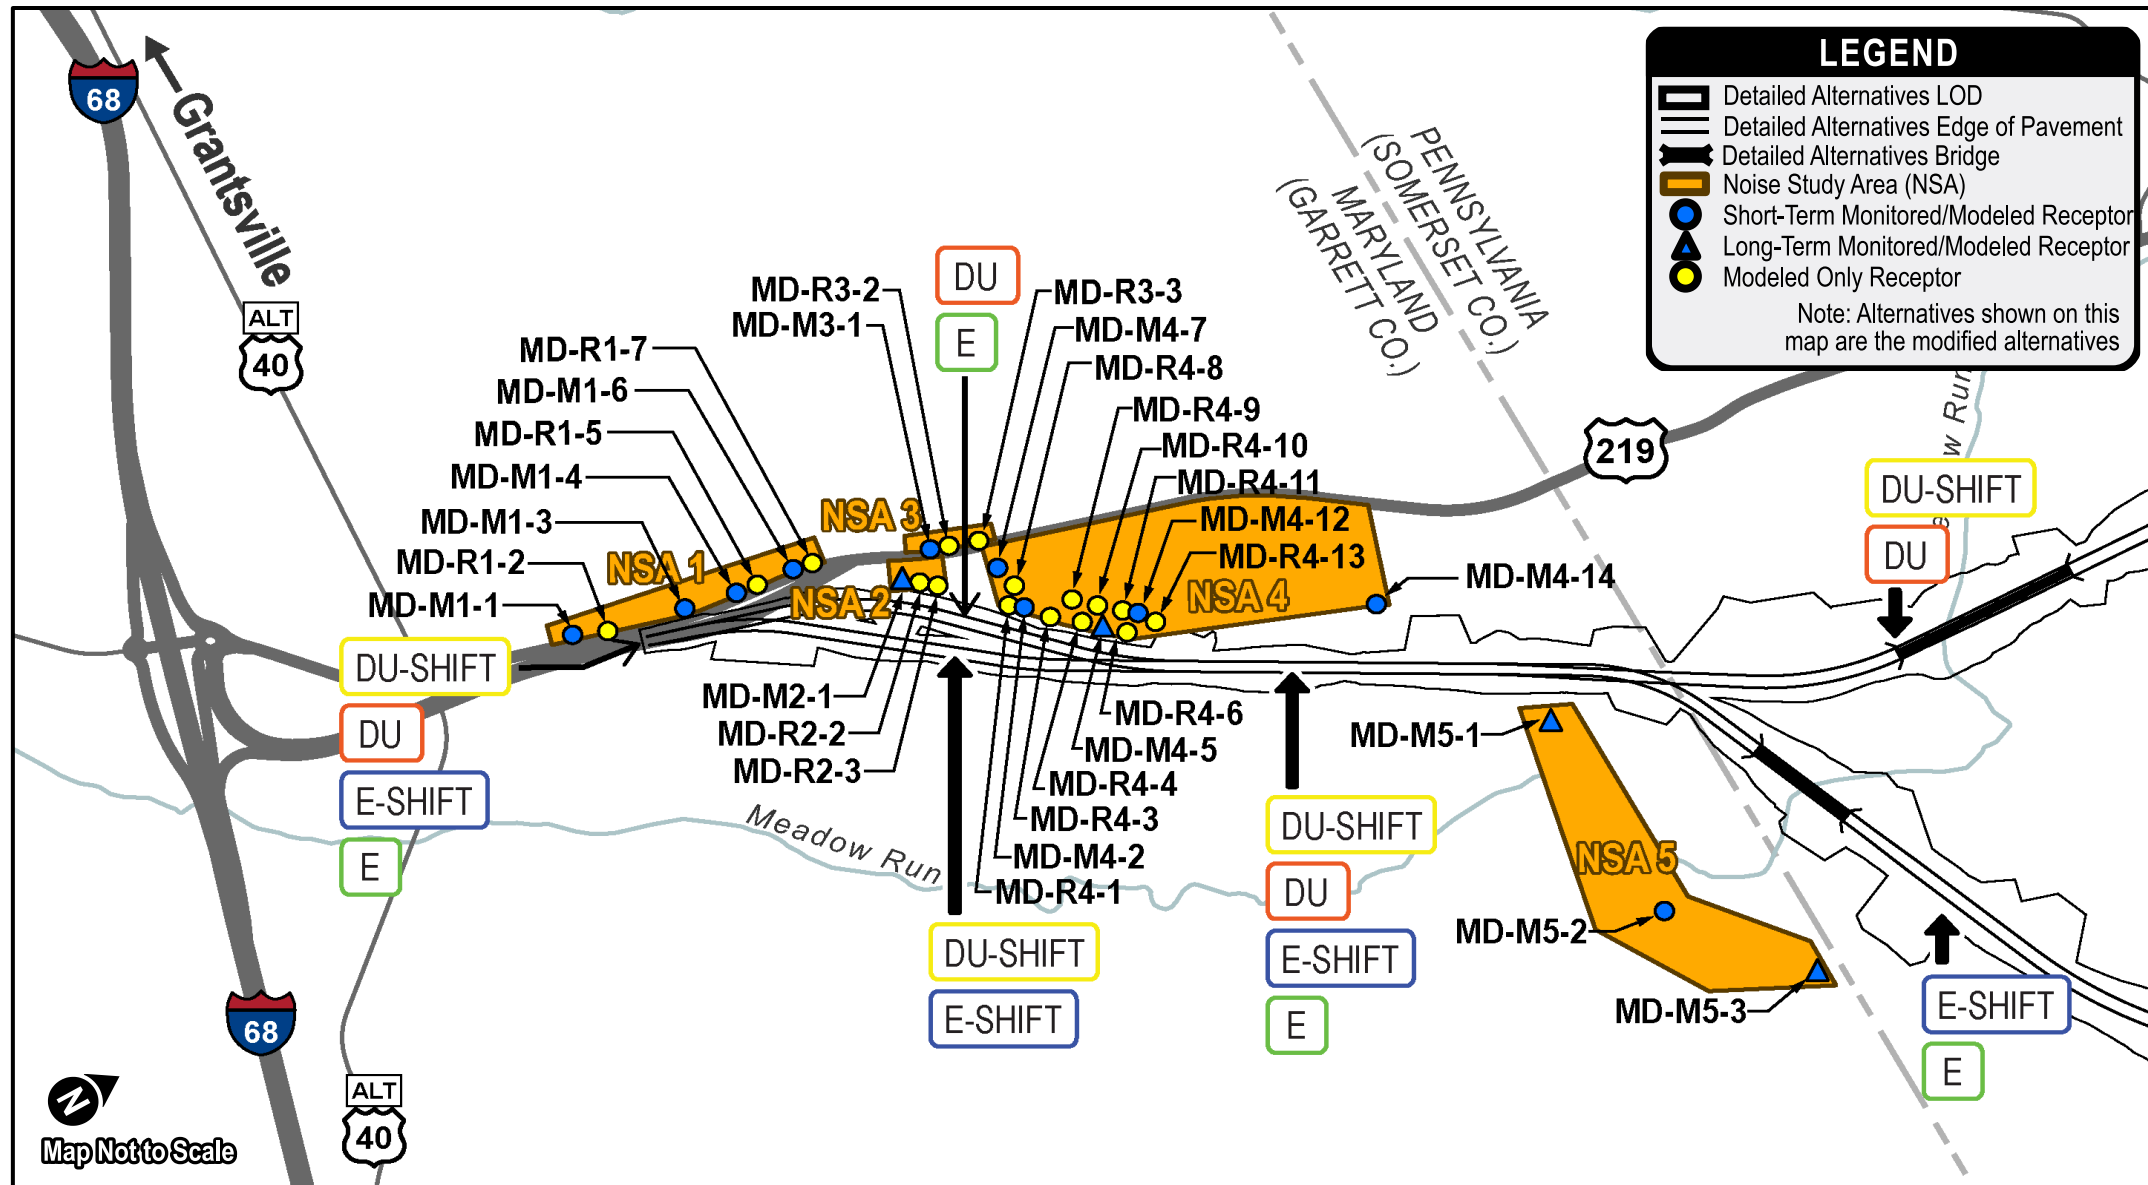 LEGEND
Detailed Alternatives LOD
Detailed Alternatives Edge of Pavement
Detailed Alternatives Bridge
Noise Study Area (NSA)
Short-Term Monitored/Modeled Receptor
Long-Term Monitored/Modeled Receptor
Modeled Only Receptor
Note: Alternatives shown on this
map are the modified alternatives
68
Grantsville
ALT
40
PENNSYLVANIA
(SOMERSET CO.)
MARYLAND
(GARRETT CO.)
DU
E
MD-R3-2
MD-M3-1
MD-R3-3
MD-M4-7
MD-R4-8
MD-R4-9
MD-R4-10
MD-R4-11
MD-M4-12
MD-R4-13
MD-M4-14
MD-R1-7
MD-M1-6
MD-R1-5
MD-M1-4
MD-M1-3
MD-R1-2
MD-M1-1
NSA 1
NSA 2
NSA 3
NSA 4
219
w Run
DU-SHIFT
DU
DU-SHIFT
DU
E-SHIFT
E
MD-M2-1
MD-R2-2
MD-R2-3
MD-R4-6
MD-M4-5
MD-R4-4
MD-R4-3
MD-M4-2
MD-R4-1
Meadow Run
DU-SHIFT
E-SHIFT
DU-SHIFT
DU
E-SHIFT
E
MD-M5-1
NSA 5
MD-M5-2
MD-M5-3
E-SHIFT
E
68
ALT
40
N
Map Not to Scale